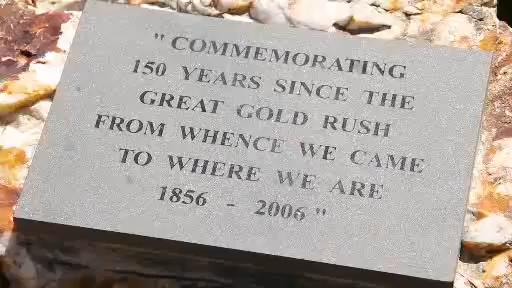 "COMMEMORATING
150 YEARS SINCE THE
GREAT GOLD RUSH
FROM WHENCE WE CAME
TO WHERE WE ARE
1856 - 2006"